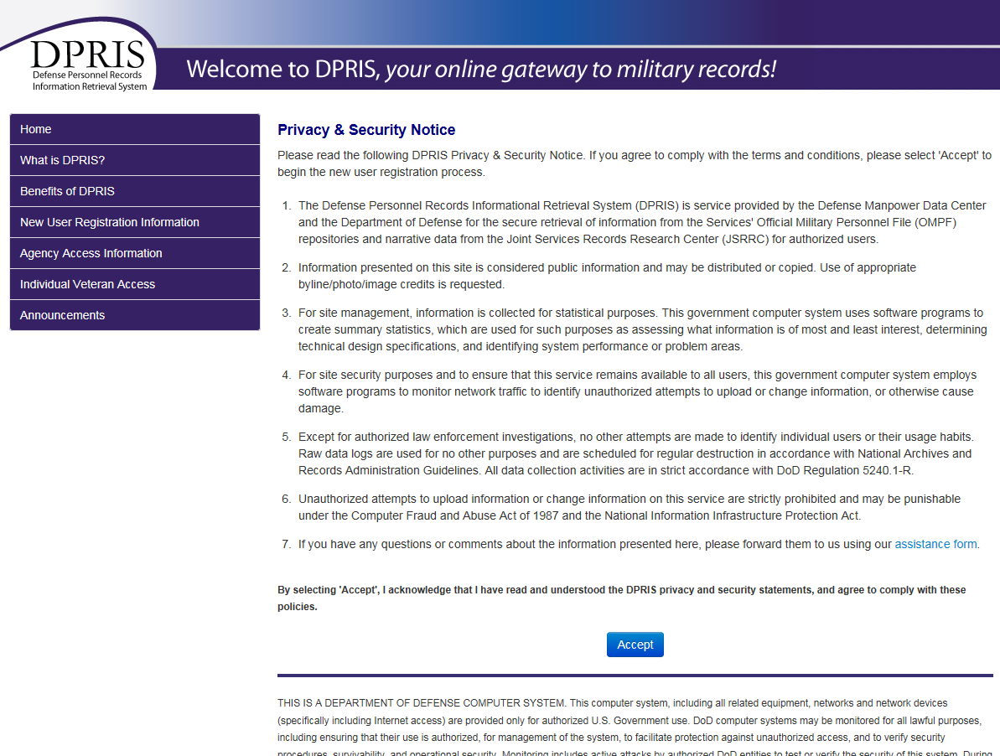 DPRIS
Defense Personnel Records
Information Retrieval System
Welcome to DPRIS, your online gateway to military records!
Home
What is DPRIS?
Benefits of DPRIS
New User Registration Information
Agency Access Information
Individual Veteran Access
Announcements
Privacy & Security Notice
Please read the following DPRIS Privacy & Security Notice. If you agree to comply with the terms and conditions, please select 'Accept' to
begin the new user registration process.
1. The Defense Personnel Records Informational Retrieval System (DPRIS) is service provided by the Defense Manpower Data Center
and the Department of Defense for the secure retrieval of information from the Services' Official Military Personnel File (OMPF)
repositories and narrative data from the Joint Services Records Research Center (JSRRC) for authorized users.
2. Information presented on this site is considered public information and may be distributed or copied. Use of appropriate
byline/photo/image credits is requested.
3. For site management, information is collected for statistical purposes. This government computer system uses software programs to
create summary statistics, which are used for such purposes as assessing what information is of most and least interest, determining
technical design specifications, and identifying system performance or problem areas.
4. For site security purposes and to ensure that this service remains available to all users, this government computer system employs
software programs to monitor network traffic to identify unauthorized attempts to upload or change information, or otherwise cause
damage.
5. Except for authorized law enforcement investigations, no other attempts are made to identify individual users or their usage habits.
Raw data logs are used for no other purposes and are scheduled for regular destruction in accordance with National Archives and
Records Administration Guidelines. All data collection activities are in strict accordance with DoD Regulation 5240.1-R.
6. Unauthorized attempts to upload information or change information on this service are strictly prohibited and may be punishable
under the Computer Fraud and Abuse Act of 1987 and the National Information Infrastructure Protection Act.
7. If you have any questions or comments about the information presented here, please forward them to us using our assistance form.
By selecting 'Accept', I acknowledge that I have read and understood the DPRIS privacy and security statements, and agree to comply with these
policies.
Accept
THIS IS A DEPARTMENT OF DEFENSE COMPUTER SYSTEM. This computer system, including all related equipment, networks and network devices
(specifically including Internet access) are provided only for authorized U.S. Government use. DoD computer systems may be monitored for all lawful purposes,
including ensuring that their use is authorized, for management of the system, to facilitate protection against unauthorized access, and to verify security
procedures, survivability, and operational security. Monitoring includes active attacks by authorized DoD entities to test or verify the security of this system. During